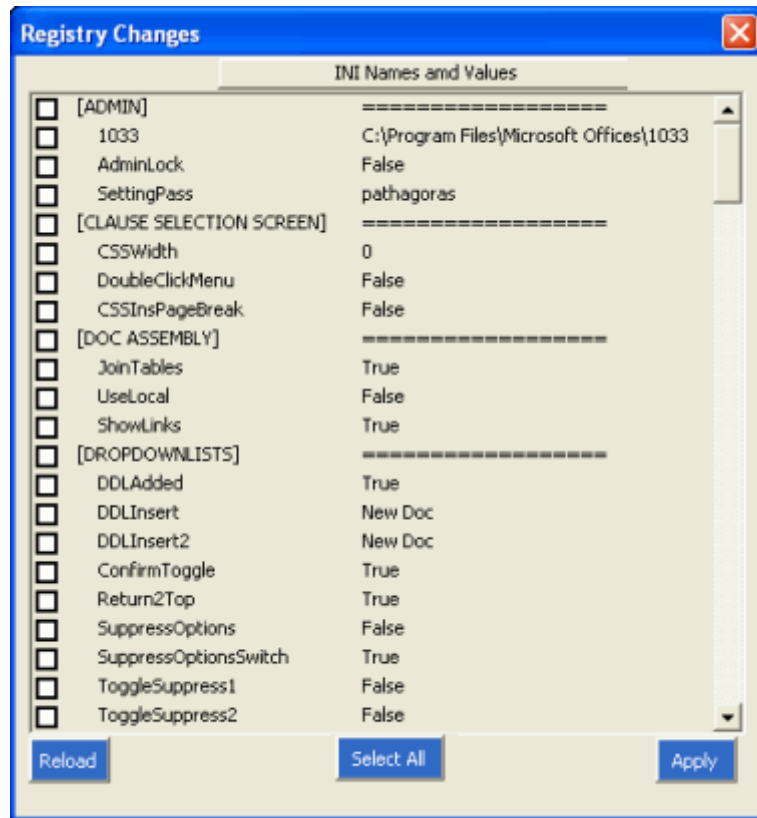 Registry Changes
INI Names amd Values
[ADMIN] ==================
1033 C:\Program Files\Microsoft Offices\1033
AdminLock False
SettingPass pathagoras
[CLAUSE SELECTION SCREEN] ==================
CSSWidth 0
DoubleClickMenu False
CSSInsPageBreak False
[DOC ASSEMBLY] ==================
JoinTables True
UseLocal False
ShowLinks True
[DROPDOWNLISTS] ==================
DDLAdded True
DDLInsert New Doc
DDLInsert2 New Doc
ConfirmToggle True
Return2Top True
SuppressOptions False
SuppressOptionsSwitch True
ToggleSuppress1 False
ToggleSuppress2 False
Reload Select All Apply